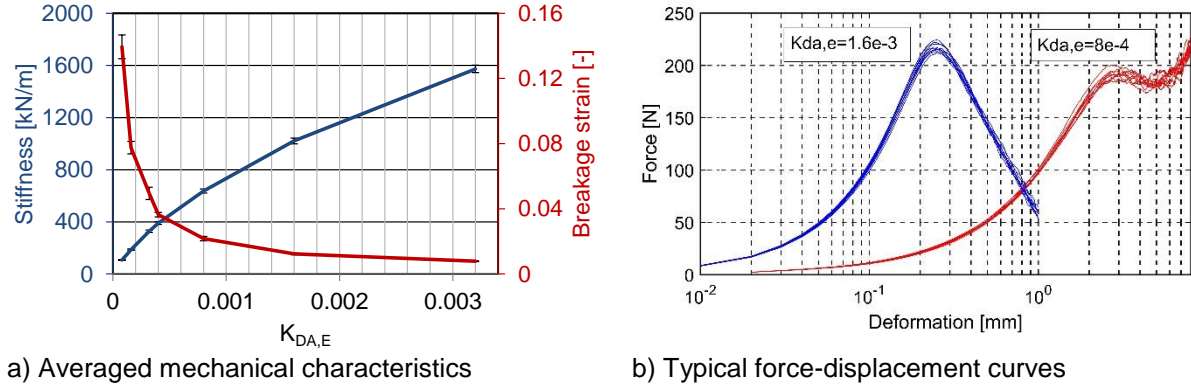 Stiffness [kN/m]
2000
1600
1200
800
400
0
0
0.001
0.002
0.003
K_DA,E
0.16
0.12
0.08
0.04
0
Breakage strain [-]
a) Averaged mechanical characteristics
Force [N]
250
200
150
100
50
0
Kda,e=1.6e-3
Kda,e=8e-4
10^-2
10^-1
10^0
Deformation [mm]
b) Typical force-displacement curves